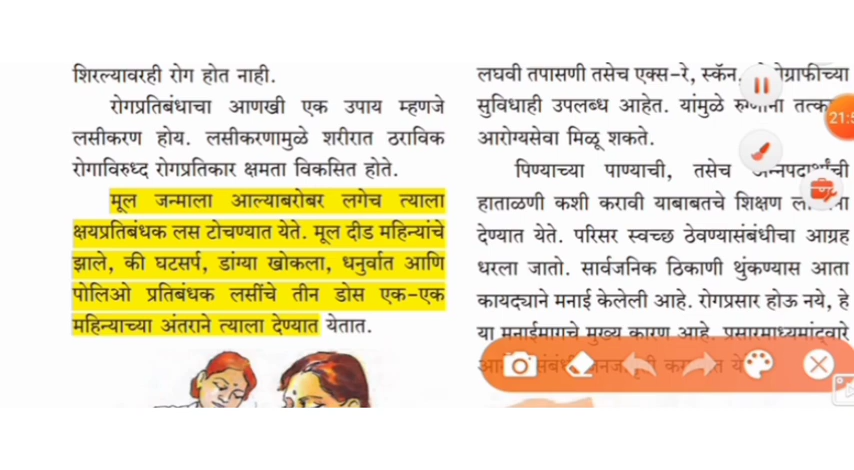 शिरल्यावरही रोग होत नाही.
रोगप्रतिबंधाचा आणखी एक उपाय म्हणजे
लसीकरण होय. लसीकरणामुळे शरीरात ठराविक
रोगाविरुध्द रोगप्रतिकार क्षमता विकसित होते.
मूल जन्माला आल्याबरोबर लगेच त्याला
क्षयप्रतिबंधक लस टोचण्यात येते. मूल दीड महिन्यांचे
झाले, की घटसर्प, डांग्या खोकला, धनुर्वात आणि
पोलिओ प्रतिबंधक लसींचे तीन डोस एक-एक
महिन्याच्या अंतराने त्याला देण्यात येतात.
लघवी तपासणी तसेच एक्स-रे, स्कॅन,
सुविधाही उपलब्ध आहेत. यांमुळे रुग्णांना
आरोग्यसेवा मिळू शकते.
पिण्याच्या पाण्याची, तसेच अन्नपदार्थांची
हाताळणी कशी करावी याबाबतचे शिक्षण
देण्यात येते. परिसर स्वच्छ ठेवण्यासंबंधीचा आग्रह
धरला जातो. सार्वजनिक ठिकाणी थुंकण्यास आता
कायद्याने मनाई केलेली आहे. रोगप्रसार होऊ नये, हे
या मनाईमागचे मुख्य कारण आहे. प्रसारमाध्यमांद्वारे